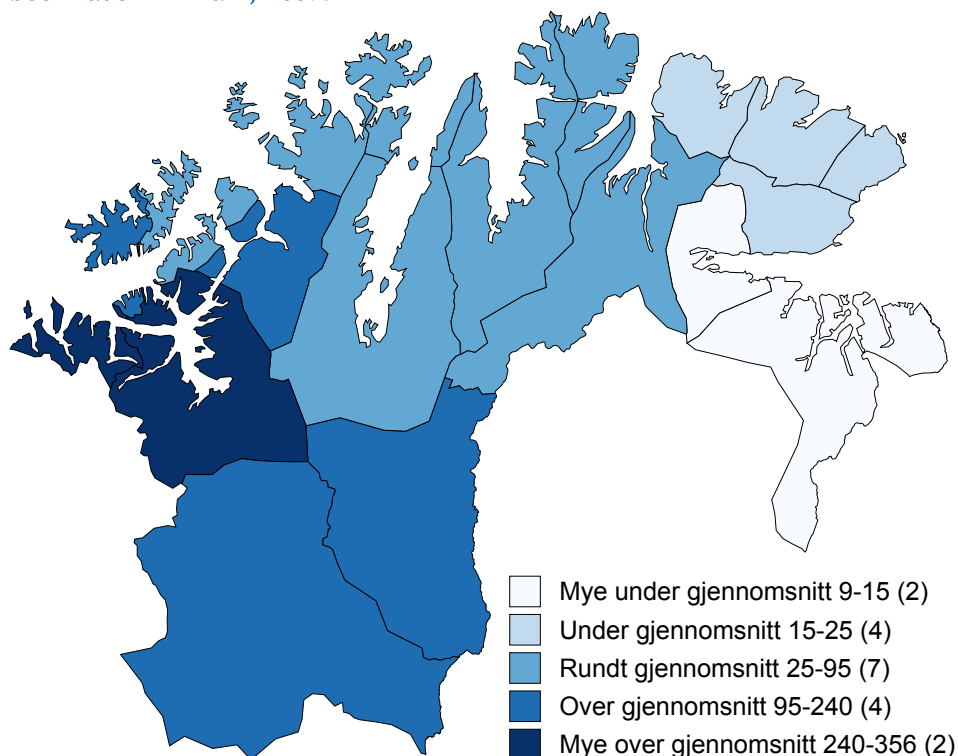 Mye under gjennomsnitt 9-15 (2)
Under gjennomsnitt 15-25 (4)
Rundt gjennomsnitt 25-95 (7)
Over gjennomsnitt 95-240 (4)
Mye over gjennomsnitt 240-356 (2)